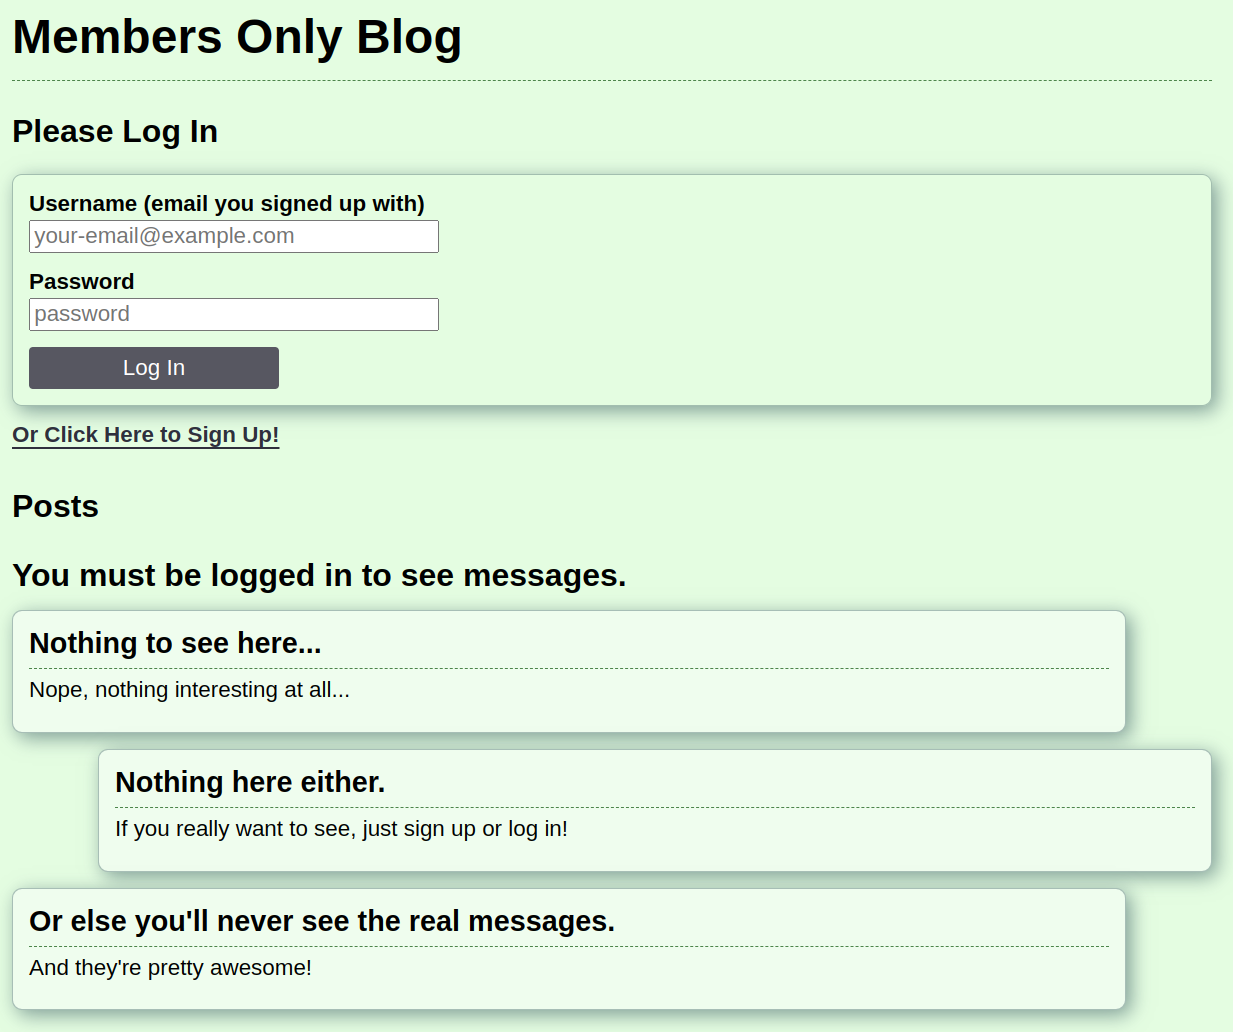 Members Only Blog
Please Log In
Username (email you signed up with)
your-email@example.com
Password
password
Log In
Or Click Here to Sign Up!
Posts
You must be logged in to see messages.
Nothing to see here...
Nope, nothing interesting at all...
Nothing here either.
If you really want to see, just sign up or log in!
Or else you'll never see the real messages.
And they're pretty awesome!